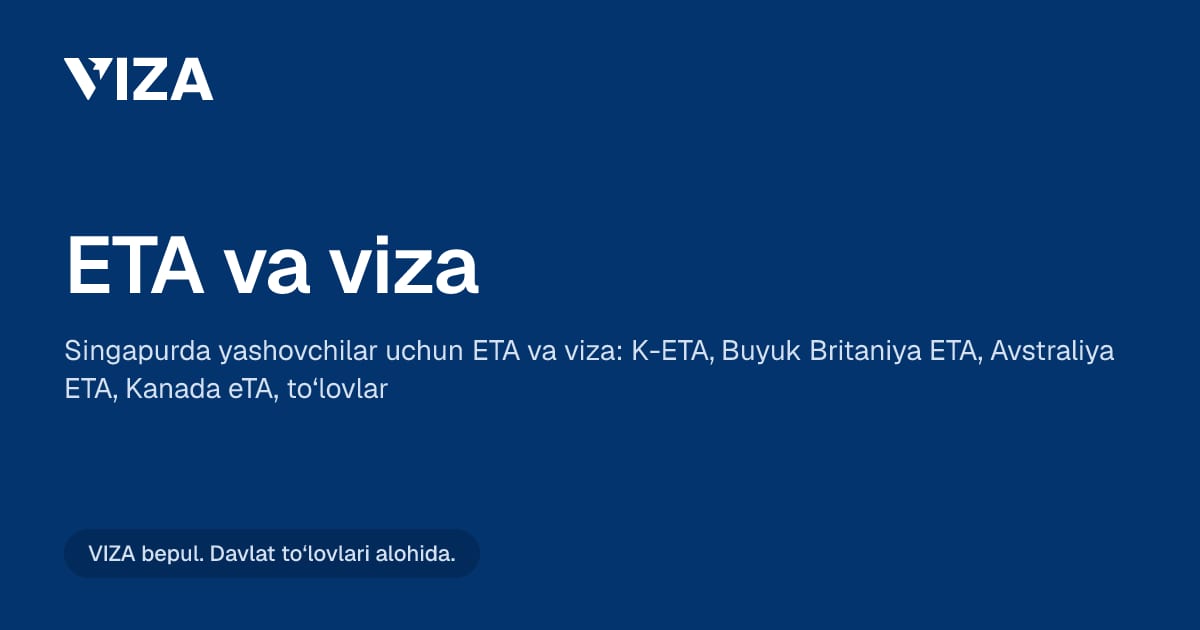 VIZA
ETA va viza
Singapurda yashovchilar uchun ETA va viza: K-ETA, Buyuk Britaniya ETA, Avstraliya
ETA, Kanada eTA, to‘lovlar
VIZA bepul. Davlat to‘lovlari alohida.